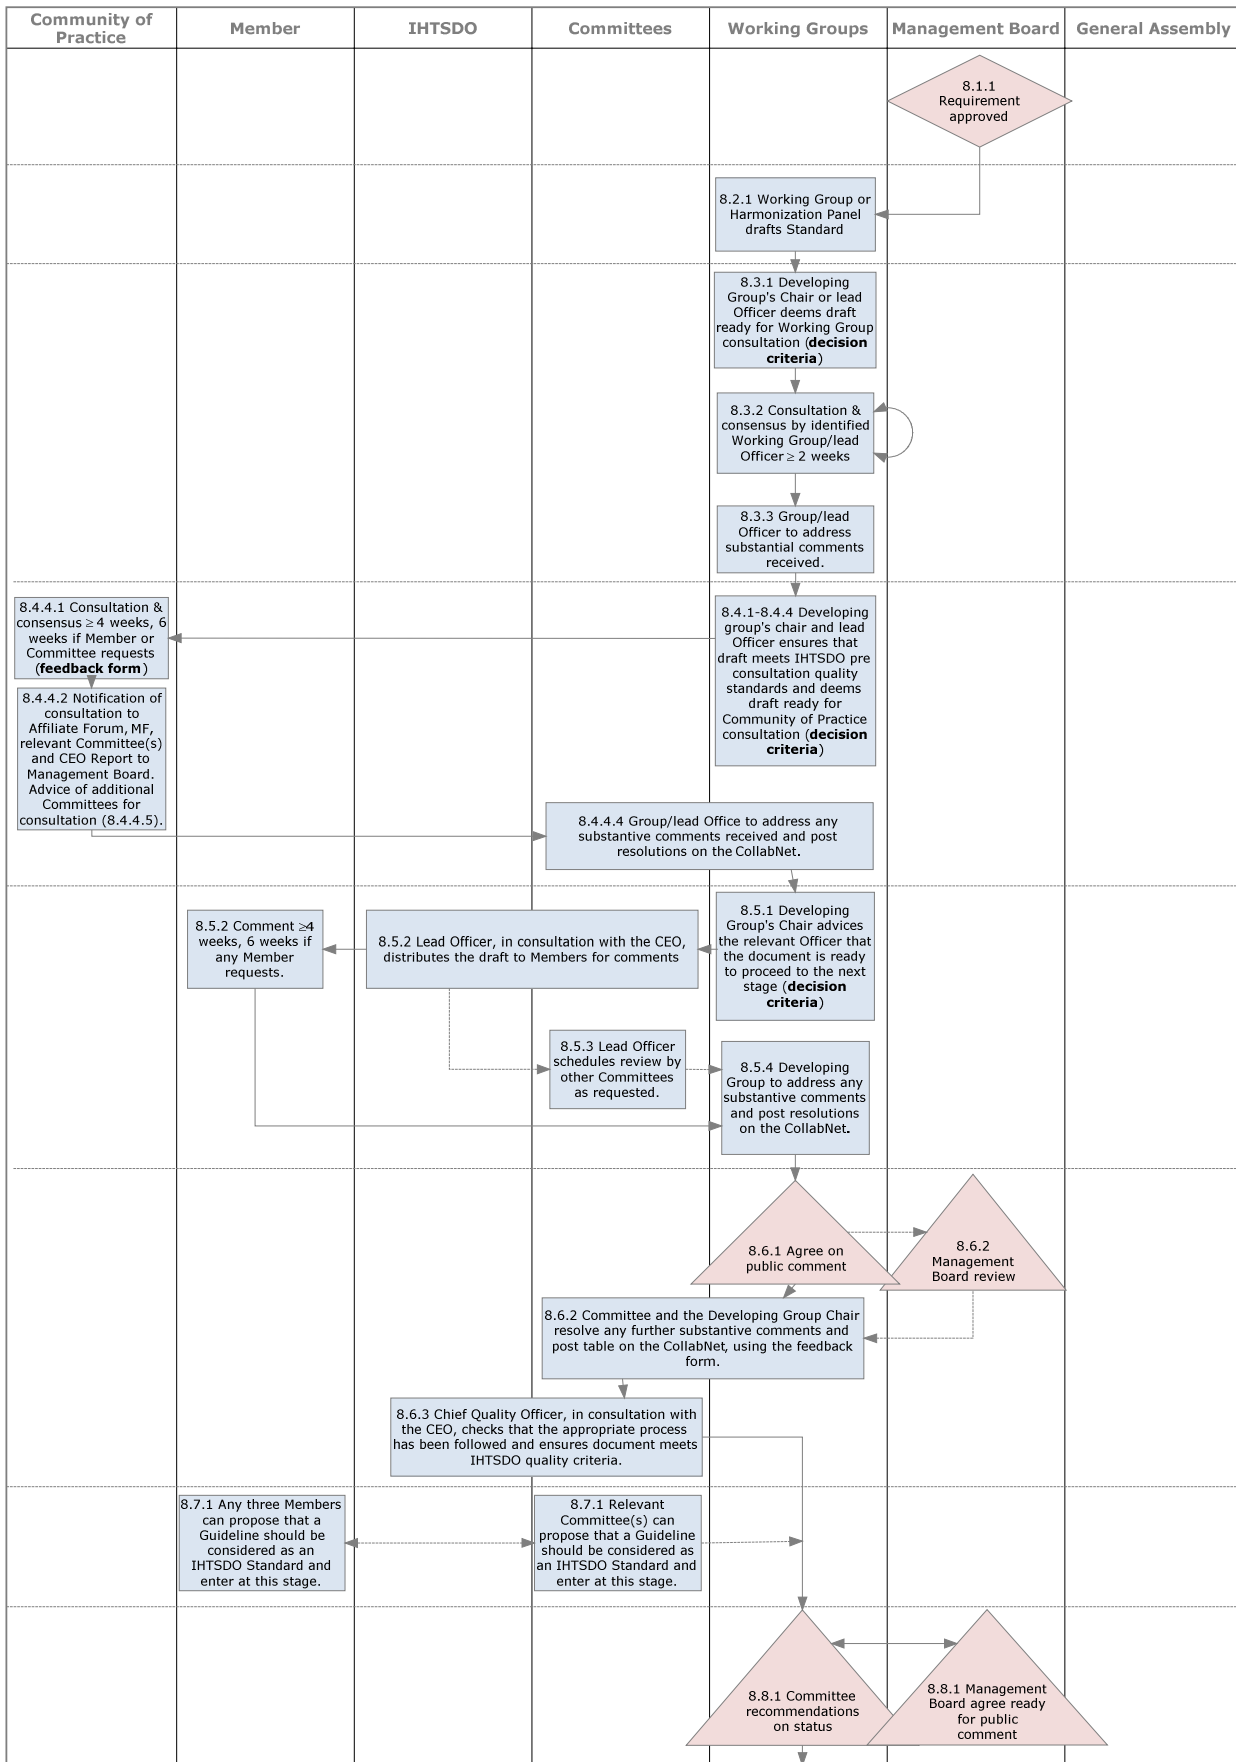 Community of
Practice
Member
IHTSDO
Committees
Working Groups
Management Board
General Assembly
8.1.1
Requirement
approved
8.2.1 Working Group or
Harmonization Panel
drafts Standard
8.3.1 Developing
Group's Chair or lead
Officer deems draft
ready for Working Group
consultation (decision
criteria)
8.3.2 Consultation &
consensus by identified
Working Group/lead
Officer ≥ 2 weeks
8.3.3 Group/lead
Officer to address
substantial comments
received.
8.4.4.1 Consultation &
consensus ≥ 4 weeks, 6
weeks if Member or
Committee requests
(feedback form)
8.4.1-8.4.4 Developing
group's chair and lead
Officer ensures that
draft meets IHTSDO pre
consultation quality
standards and deems
draft ready for
Community of Practice
consultation (decision
criteria)
8.4.4.2 Notification of
consultation to
Affiliate Forum, MF,
relevant Committee(s)
and CEO Report to
Management Board.
Advice of additional
Committees for
consultation (8.4.4.5).
8.4.4.4 Group/lead Office to address any
substantive comments received and post
resolutions on the CollabNet.
8.5.1 Developing
Group's Chair advices
the relevant Officer that
the document is ready
to proceed to the next
stage (decision
criteria)
8.5.2 Lead Officer, in consultation with the CEO,
distributes the draft to Members for comments
8.5.2 Comment ≥4
weeks, 6 weeks if
any Member
requests.
8.5.3 Lead Officer
schedules review by
other Committees
as requested.
8.5.4 Developing
Group to address any
substantive comments
and post resolutions
on the CollabNet.
8.6.1 Agree on
public comment
8.6.2
Management
Board review
8.6.2 Committee and the Developing Group Chair
resolve any further substantive comments and
post table on the CollabNet, using the feedback
form.
8.6.3 Chief Quality Officer, in consultation with
the CEO, checks that the appropriate process
has been followed and ensures document meets
IHTSDO quality criteria.
8.7.1 Any three Members
can propose that a
Guideline should be
considered as an
IHTSDO Standard and
enter at this stage.
8.7.1 Relevant
Committee(s) can
propose that a Guideline
should be considered as
an IHTSDO Standard and
enter at this stage.
8.8.1 Committee
recommendations
on status
8.8.1 Management
Board agree ready
for public
comment